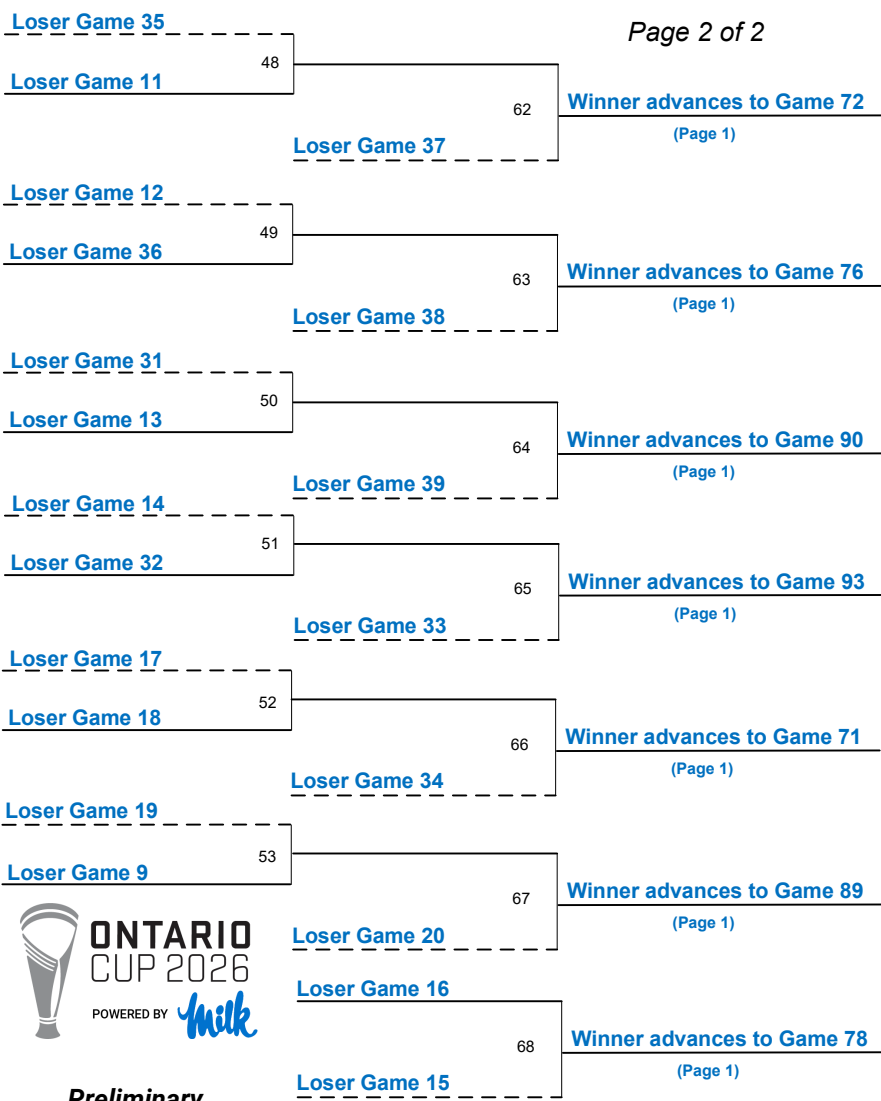 Page 2 of 2
Loser Game 35
48
Loser Game 11
62
Winner advances to Game 72
(Page 1)
Loser Game 37
Loser Game 12
49
Loser Game 36
63
Winner advances to Game 76
(Page 1)
Loser Game 38
Loser Game 31
50
Loser Game 13
64
Winner advances to Game 90
(Page 1)
Loser Game 39
Loser Game 14
51
Loser Game 32
65
Winner advances to Game 93
(Page 1)
Loser Game 33
Loser Game 17
52
Loser Game 18
66
Winner advances to Game 71
(Page 1)
Loser Game 34
Loser Game 19
53
Loser Game 9
67
Winner advances to Game 89
(Page 1)
Loser Game 20
ONTARIO
CUP 2026
POWERED BY Milk
Loser Game 16
68
Winner advances to Game 78
(Page 1)
Loser Game 15
Preliminary